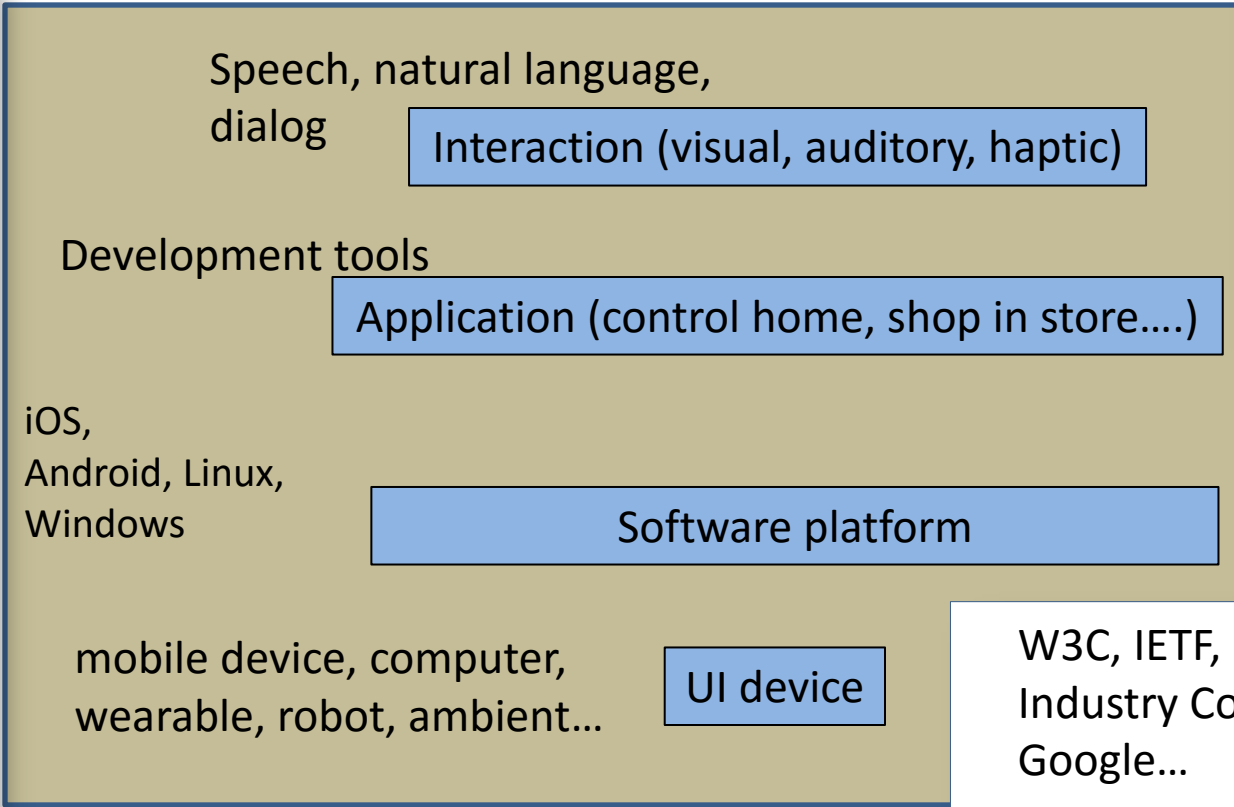 Speech, natural language,
dialog
Interaction (visual, auditory, haptic)
Development tools
Application (control home, shop in store….)
iOS,
Android, Linux,
Windows
Software platform
mobile device, computer,
wearable, robot, ambient…
UI device
W3C, IETF,
Industry
Google…